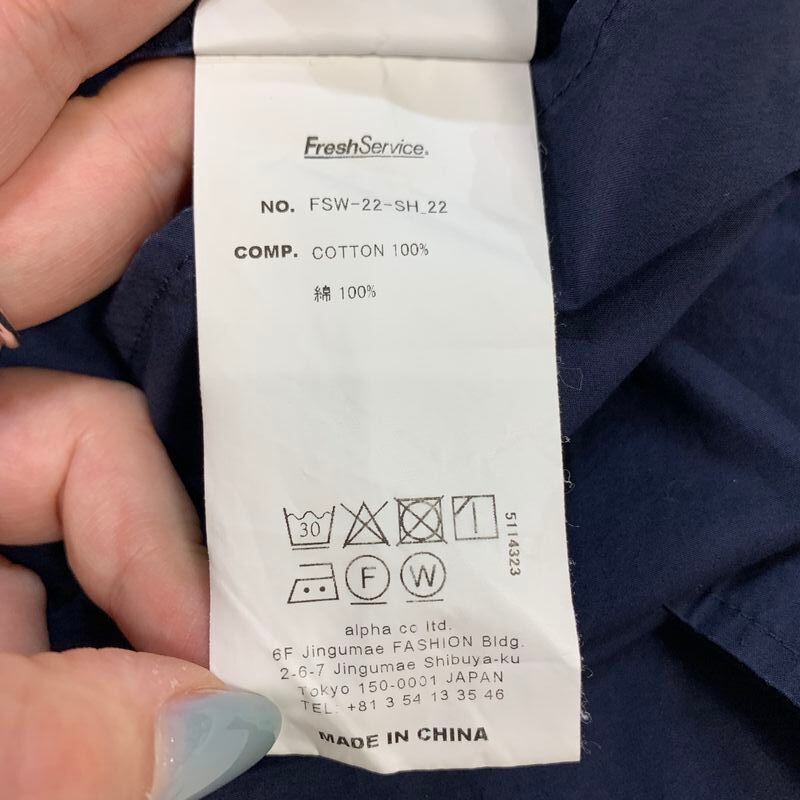 FreshService®
NO. FSW-22-SH_22
COMP. COTTON 100%
綿 100%
30
5114323
F W
alpha co ltd.
6F Jingumae FASHION Bldg.
2-6-7 Jingumae Shibuya-ku
Tokyo 150-0001 JAPAN
TEL: +81 3 54 13 35 46
MADE IN CHINA